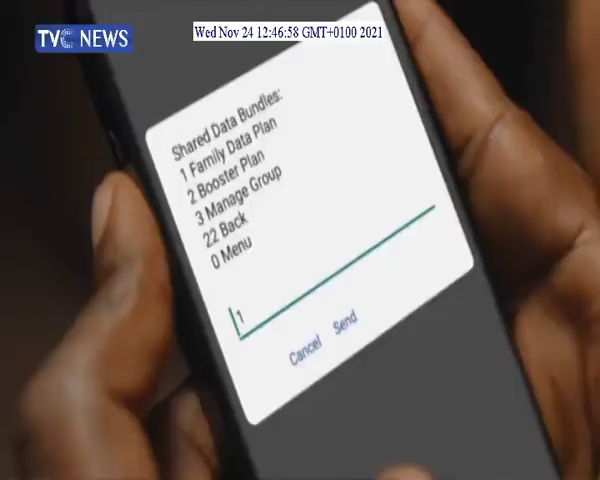 TVC NEWS
Wed Nov 24 12:46:58 GMT+0100 2021
Shared Data Bundles:
1 Family Data Plan
2 Booster Plan
3 Manage Group
22 Back
0 Menu
1
Cancel Send